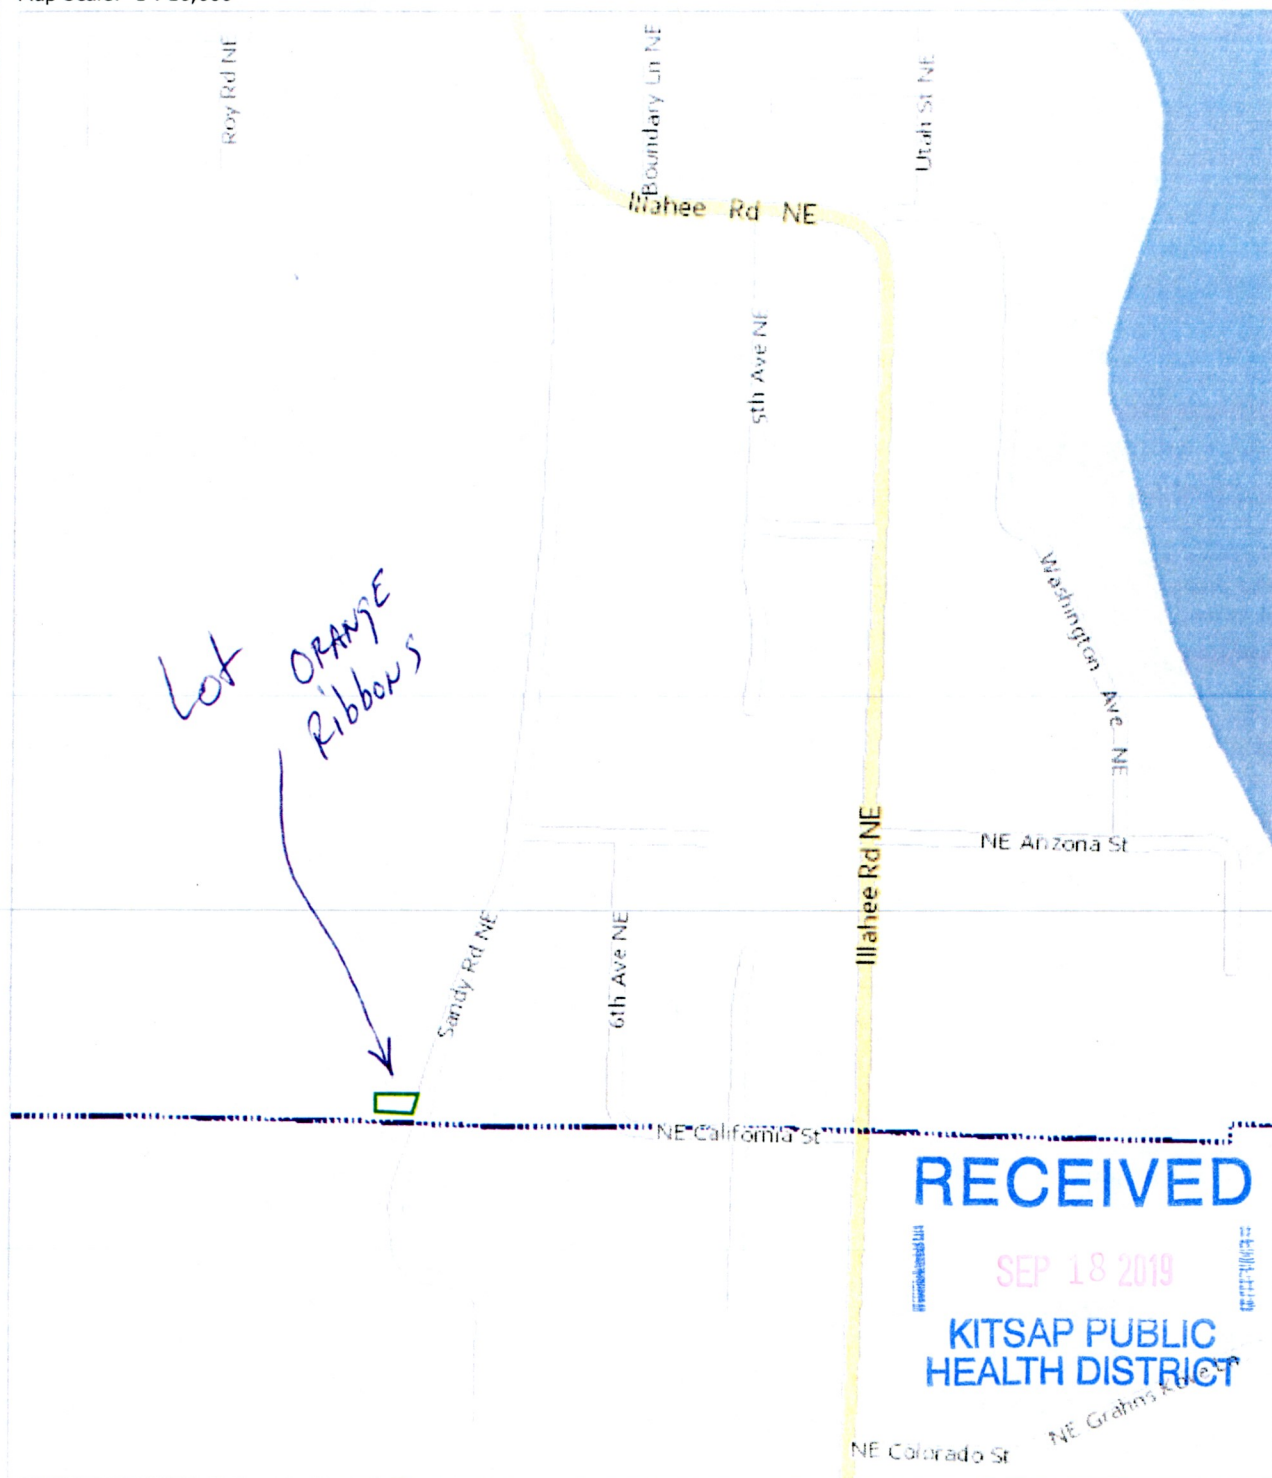 Roy Rd NE
Boundary Ln NE
Utah St NE
Illahee Rd NE
5th Ave NE
Lot ORANGE
Ribbons
Washington Ave NE
Illahee Rd NE
NE Arizona St
Sandy Rd NE
6th Ave NE
NE California St
RECEIVED
SEP 18 2019
KITSAP PUBLIC
HEALTH DISTRICT
NE Grahns
NE Colorado St